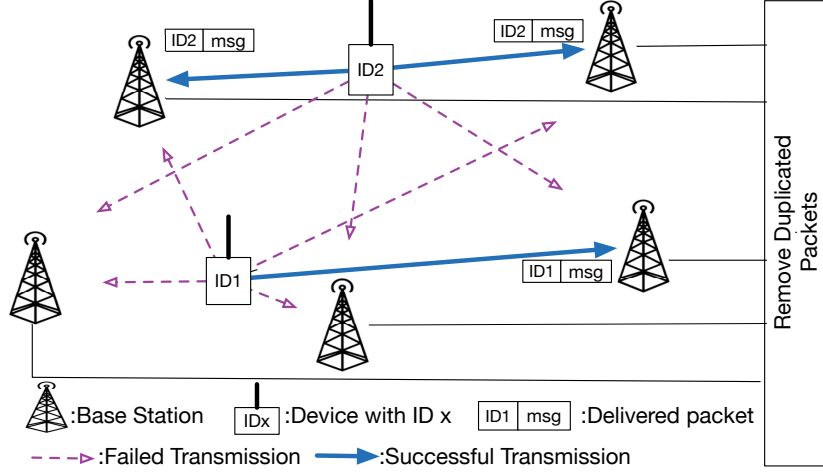 ID2 msg
ID2 msg
ID2
ID1
ID1 msg
Remove Duplicated
Packets
:Base Station
IDx :Device with ID x
ID1 msg :Delivered packet
:Failed Transmission
:Successful Transmission